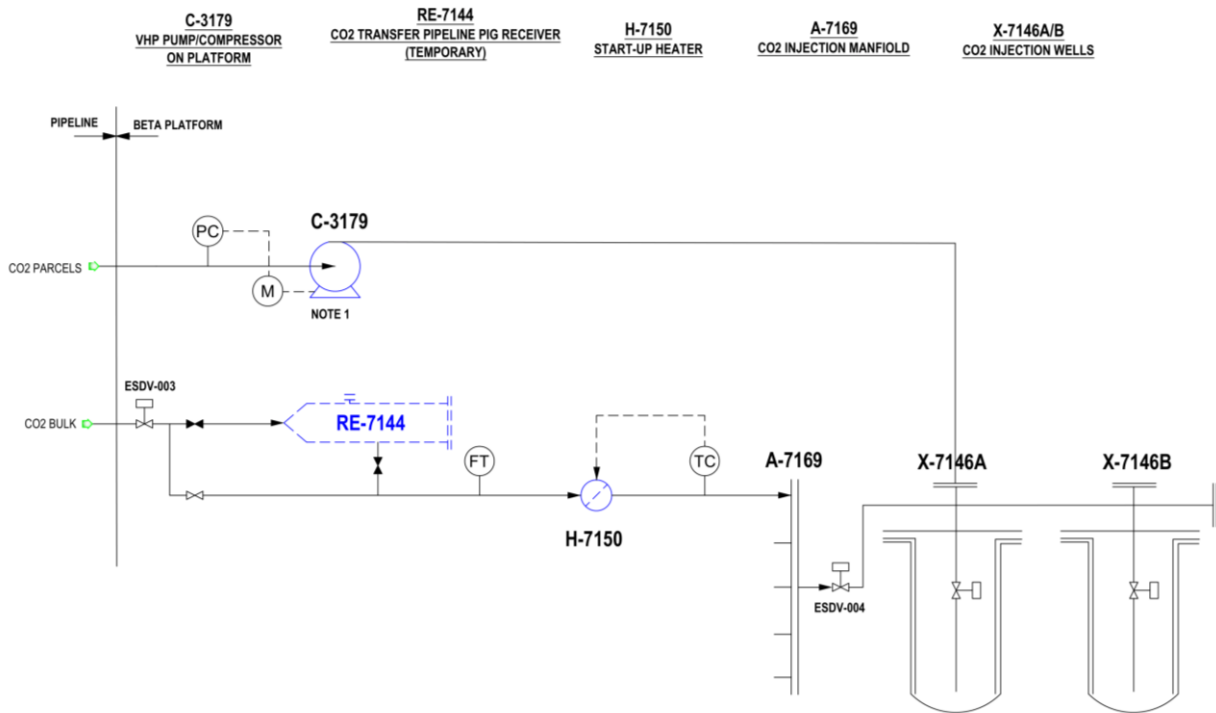 C-3179
VHP PUMP/COMPRESSOR
ON PLATFORM
RE-7144
CO2 TRANSFER PIPELINE PIG RECEIVER
(TEMPORARY)
H-7150
START-UP HEATER
A-7169
CO2 INJECTION MANFIOLD
X-7146A/B
CO2 INJECTION WELLS
PIPELINE
BETA PLATFORM
PC
C-3179
CO2 PARCELS
M
NOTE 1
ESDV-003
CO2 BULK
RE-7144
FT
TC
H-7150
A-7169
X-7146A
X-7146B
ESDV-004